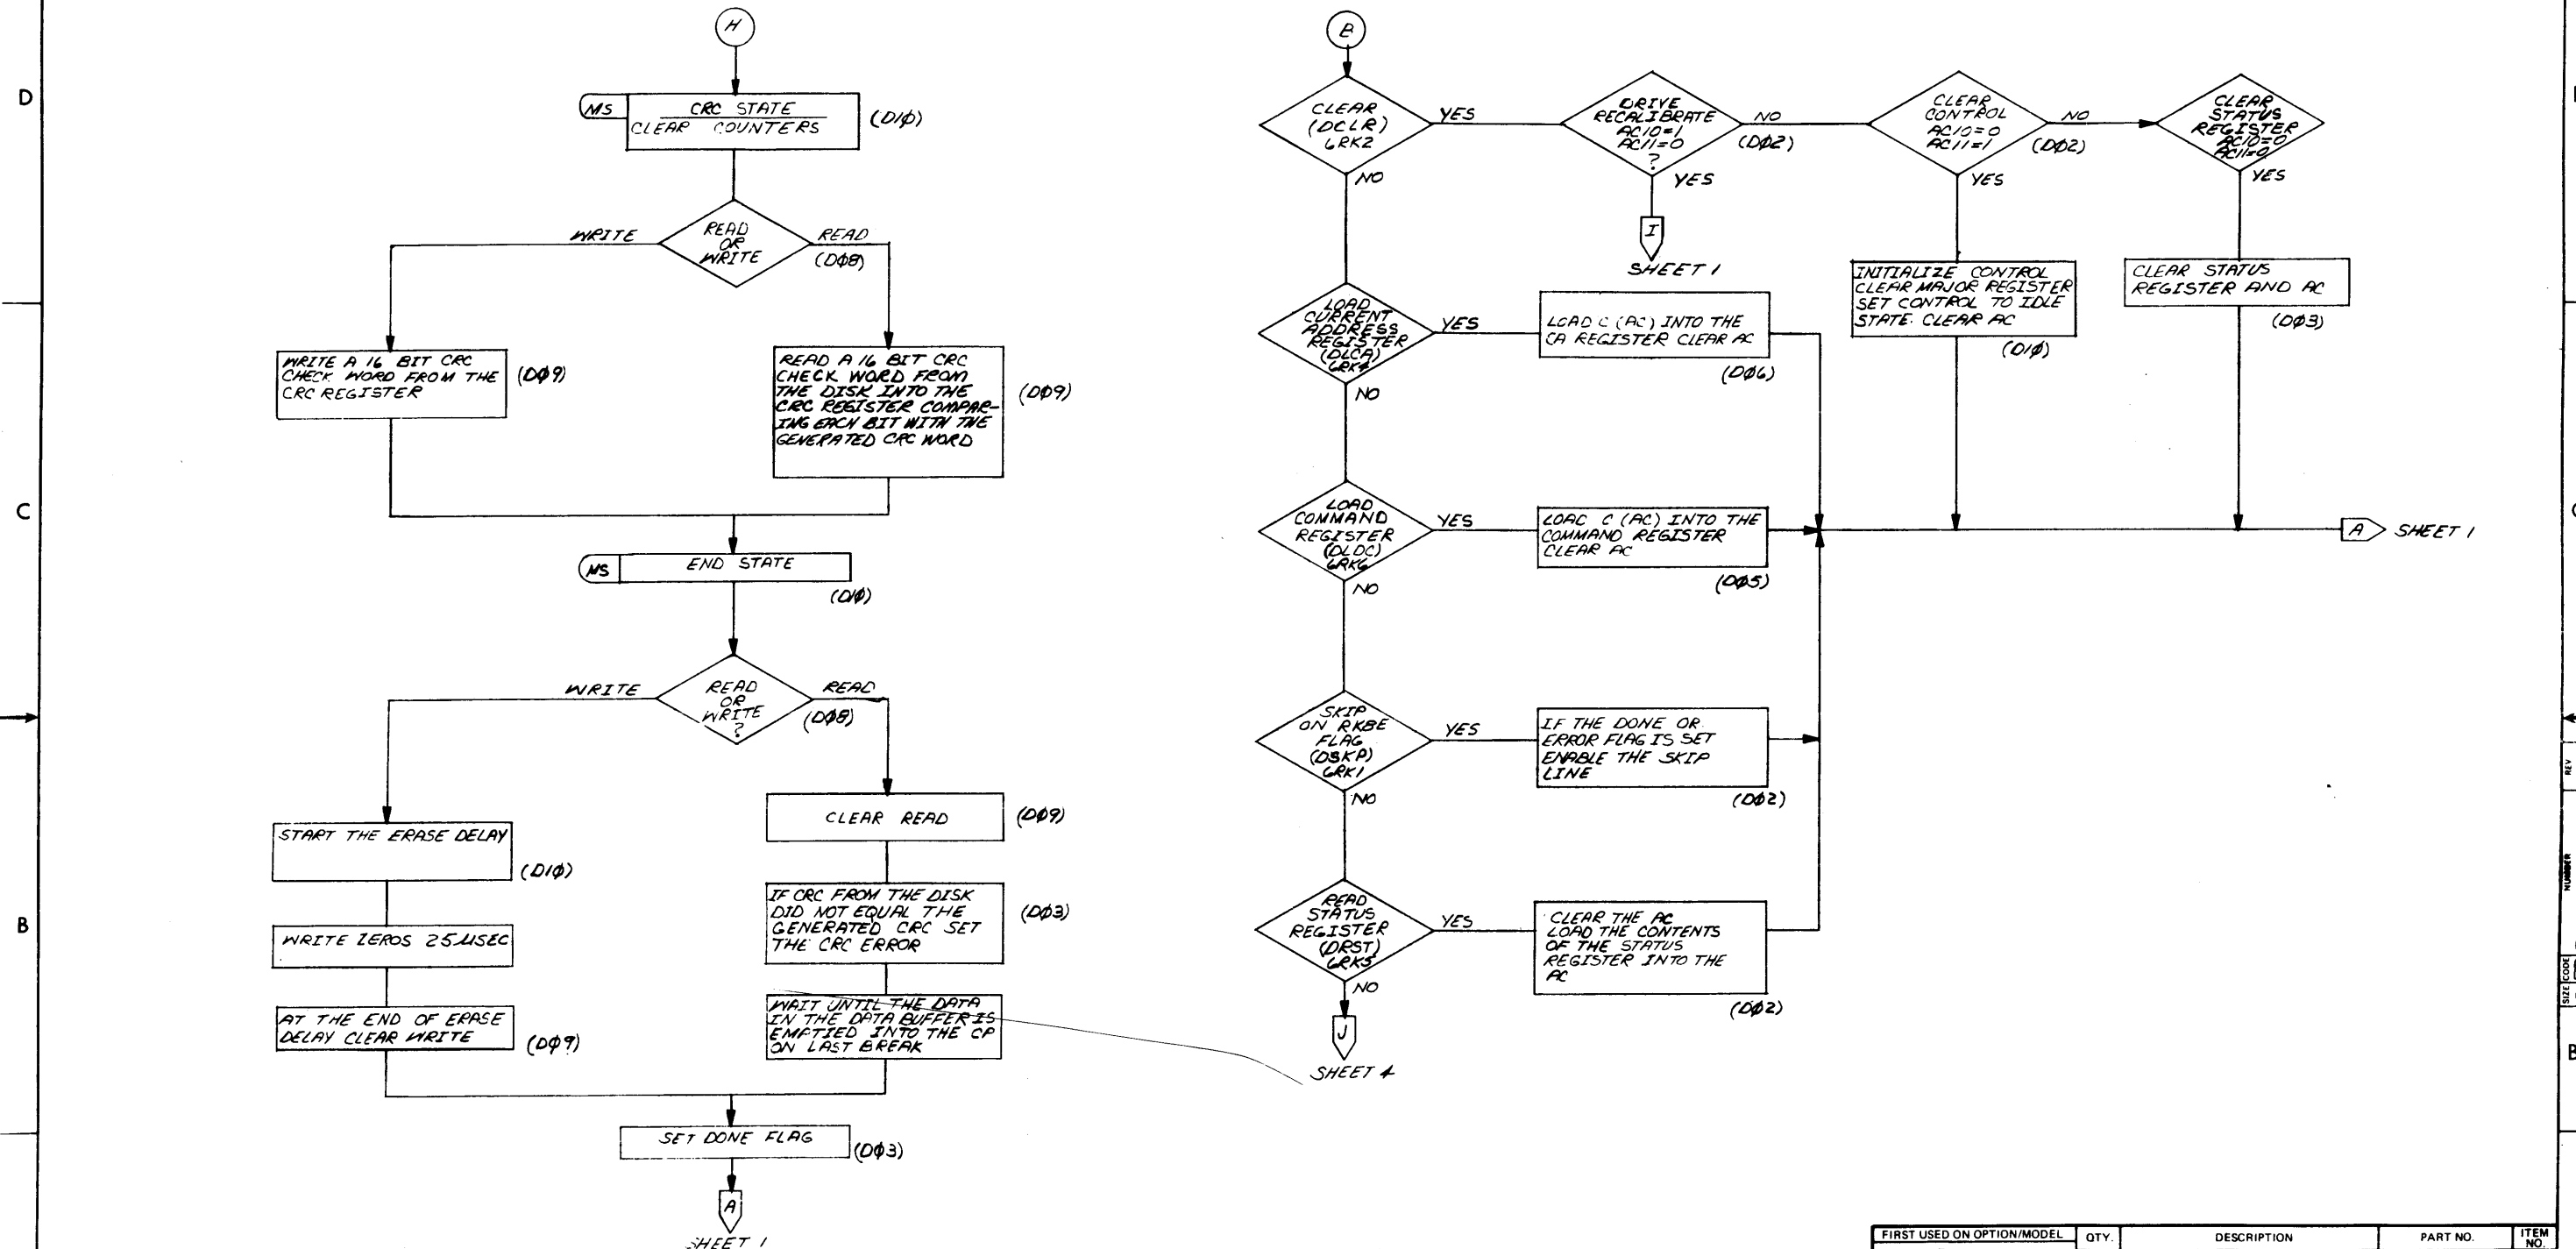 D
H
MS
CRC STATE
CLEAR COUNTERS
(D1Ø)
READ
OR
WRITE
WRITE
READ
(DØ8)
WRITE A 16 BIT CRC
CHECK WORD FROM THE
CRC REGISTER
(DØ9)
READ A 16 BIT CRC
CHECK WORD FROM
THE DISK INTO THE
CRC REGISTER COMPAR-
ING EACH BIT WITH THE
GENERATED CRC WORD
(DØ9)
C
MS
END STATE
(D1Ø)
READ
OR
WRITE
?
WRITE
READ
(DØ8)
START THE ERASE DELAY
(D1Ø)
WRITE ZEROS 25µSEC
AT THE END OF ERASE
DELAY CLEAR WRITE
(DØ9)
CLEAR READ
(DØ9)
IF CRC FROM THE DISK
DID NOT EQUAL THE
GENERATED CRC SET
THE CRC ERROR
(DØ3)
WAIT UNTIL THE DATA
IN THE DATA BUFFER IS
EMPTIED INTO THE CP
ON LAST BREAK
B
SET DONE FLAG
(DØ3)
A
SHEET 1
B
CLEAR
(DCLR)
6RK2
YES
NO
DRIVE
RECALIBRATE
AC10=1
AC11=0
?
NO
(DØ2)
YES
I
SHEET 1
CLEAR
CONTROL
AC10=0
AC11=1
NO
(DØ2)
YES
CLEAR
STATUS
REGISTER
AC10=0
AC11=0
YES
INITIALIZE CONTROL
CLEAR MAJOR REGISTER
SET CONTROL TO IDLE
STATE. CLEAR AC
(D1Ø)
CLEAR STATUS
REGISTER AND AC
(DØ3)
LOAD
CURRENT
ADDRESS
REGISTER
(DLCA)
6RK4
YES
NO
LOAD C (AC) INTO THE
CA REGISTER CLEAR AC
(DØ6)
LOAD
COMMAND
REGISTER
(DLDC)
6RK6
YES
NO
LOAC C (AC) INTO THE
COMMAND REGISTER
CLEAR AC
(DØ5)
A
SHEET 1
SKIP
ON RK8E
FLAG
(DSKP)
6RK1
YES
NO
IF THE DONE OR
ERROR FLAG IS SET
ENABLE THE SKIP
LINE
(DØ2)
READ
STATUS
REGISTER
(DRST)
6RK5
YES
NO
CLEAR THE AC
LOAD THE CONTENTS
OF THE STATUS
REGISTER INTO THE
AC
(DØ2)
J
SHEET 4
REV
NUMBER
SIZE CODE
B
FIRST USED ON OPTION/MODEL
QTY.
DESCRIPTION
PART NO.
ITEM
NO.